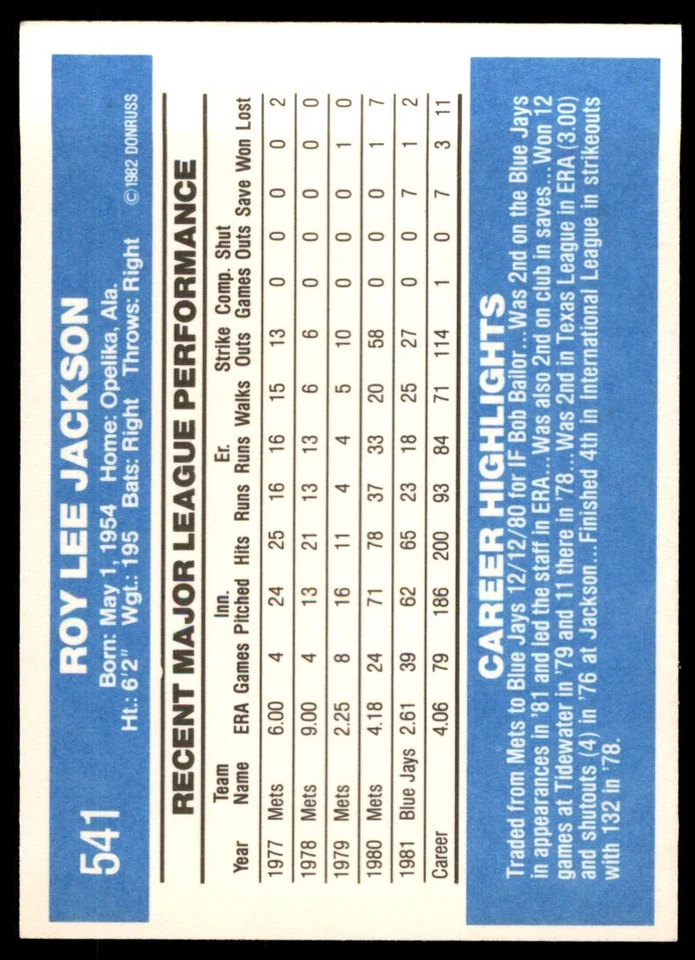 541
ROY LEE JACKSON
Born: May 1, 1954 Home: Opelika, Ala.
Ht.: 6'2" Wgt.: 195 Bats: Right Throws: Right ©1982 DONRUSS
RECENT MAJOR LEAGUE PERFORMANCE
Team Inn. Er. Strike Comp. Shut
Year Name ERA Games Pitched Hits Runs Runs Walks Outs Games Outs Save Won Lost
1977 Mets 6.00 4 24 25 16 16 15 13 0 0 0 0 2
1978 Mets 9.00 4 13 21 13 13 6 6 0 0 0 0 0
1979 Mets 2.25 8 16 11 4 4 5 10 0 0 0 1 0
1980 Mets 4.18 24 71 78 37 33 20 58 1 0 0 1 7
1981 Blue Jays 2.61 39 62 65 23 18 25 27 0 0 7 1 2
Career 4.06 79 186 200 93 84 71 114 1 0 7 3 11
CAREER HIGHLIGHTS
Traded from Mets to Blue Jays 12/12/80 for IF Bob Bailor...Was 2nd on the Blue Jays
in appearances in '81 and led the staff in ERA...Was also 2nd on club in saves...Won 12
games at Tidewater in '79 and 11 there in '78...Was 2nd in Texas League in ERA (3.00)
and shutouts (4) in '76 at Jackson...Finished 4th in International League in strikeouts
with 132 in '78.